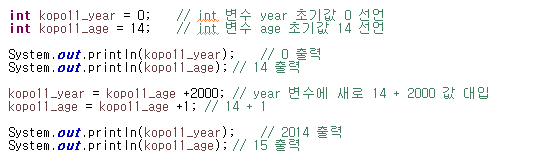 int kopo11_year = 0;   // int 변수 year 초기값 0 선언
int kopo11_age = 14;   // int 변수 age 초기값 14 선언
System.out.println(kopo11_year);   // 0 출력
System.out.println(kopo11_age); // 14 출력
kopo11_year = kopo11_age +2000; // year 변수에 새로 14 + 2000 값 대입
kopo11_age = kopo11_age +1; // 14 + 1
System.out.println(kopo11_year);   // 2014 출력
System.out.println(kopo11_age); // 15 출력